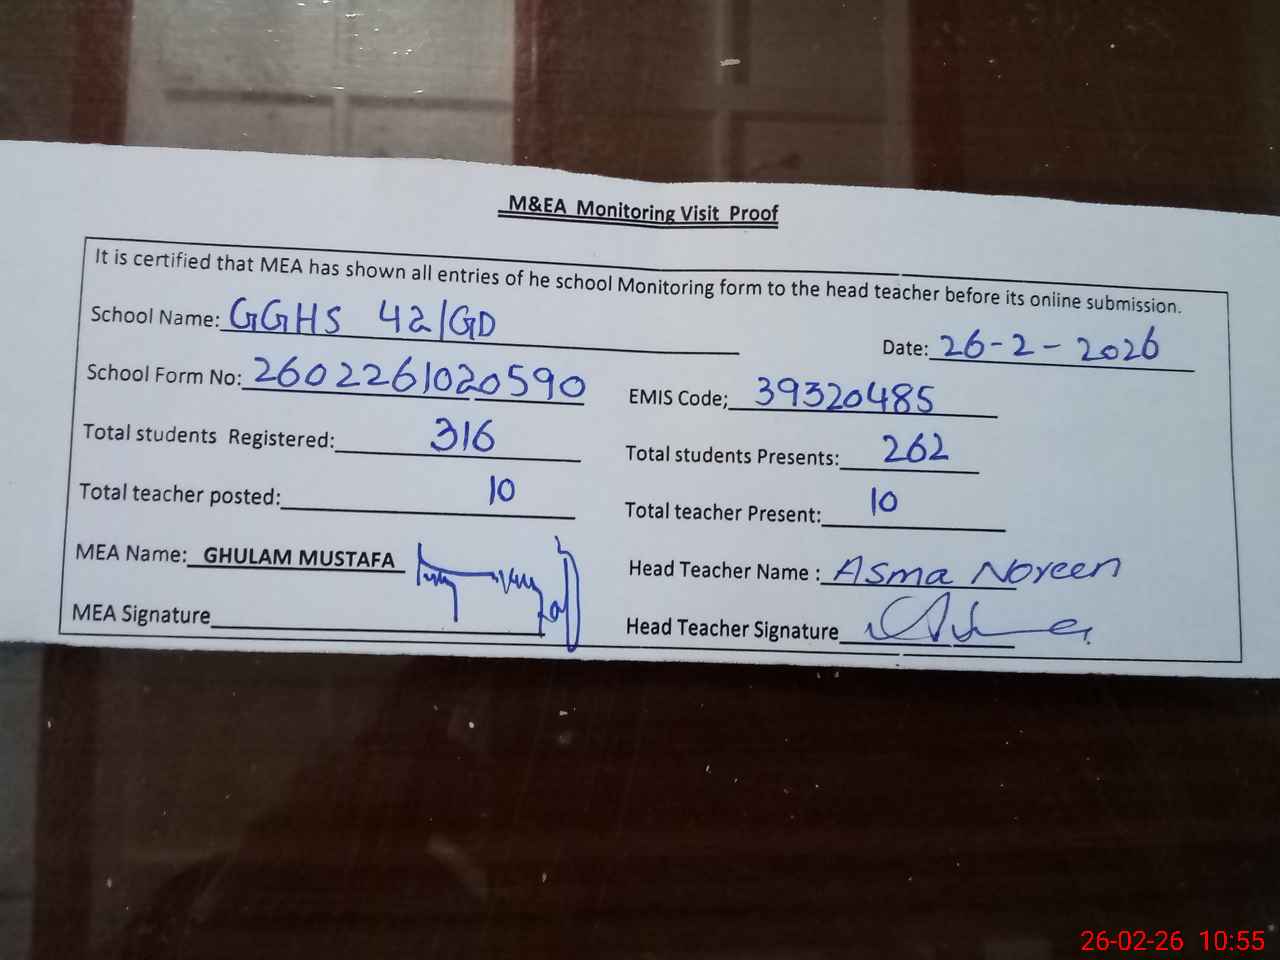 M&EA Monitoring Visit Proof
It is certified that MEA has shown all entries of he school Monitoring form to the head teacher before its online submission.
School Name: GGHS 42/GD
Date: 26-2-2026
School Form No: 2602261020590
EMIS Code; 39320485
Total students Registered: 316
Total students Presents: 262
Total teacher posted: 10
Total teacher Present: 10
MEA Name: GHULAM MUSTAFA
Head Teacher Name : Asma Noreen
MEA Signature
Head Teacher Signature
26-02-26 10:55